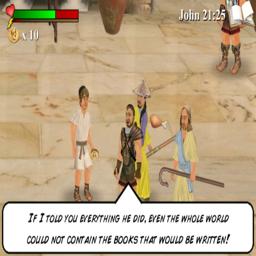 John 21:25
x 10
IF I TOLD YOU EVERYTHING HE DID, EVEN THE WHOLE WORLD
COULD NOT CONTAIN THE BOOKS THAT WOULD BE WRITTEN!